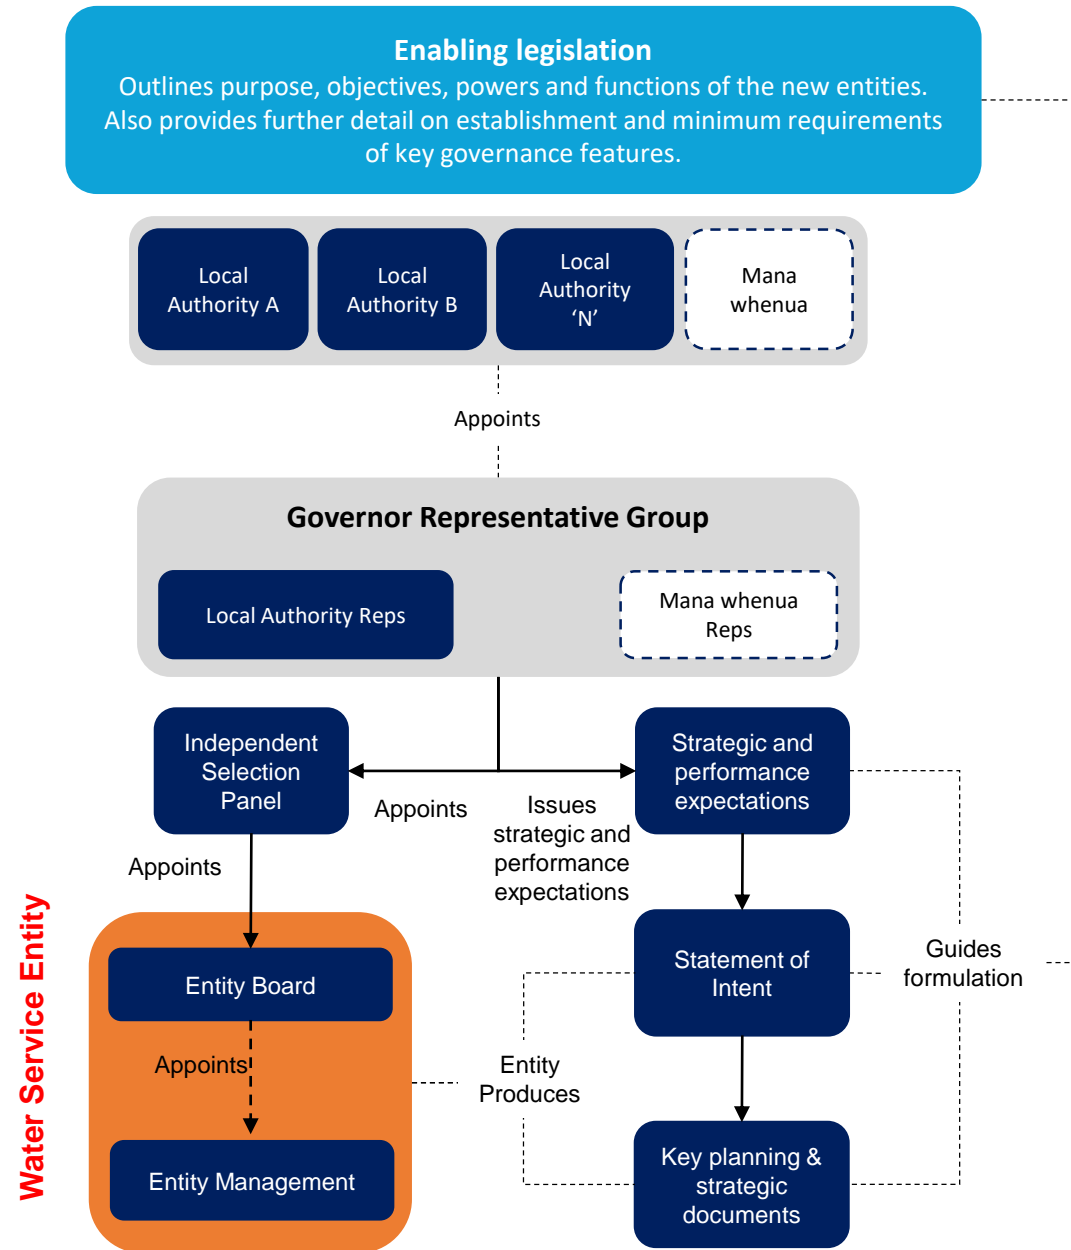 Enabling legislation
Outlines purpose, objectives, powers and functions of the new entities.
Also provides further detail on establishment and minimum requirements
of key governance features.
Local
Authority A
Local
Authority B
Local
Authority
‘N’
Mana
whenua
Appoints
Governor Representative Group
Local Authority Reps
Mana whenua
Reps
Independent
Selection
Panel
Strategic and
performance
expectations
Appoints
Issues
strategic and
performance
expectations
Appoints
Water Service Entity
Entity Board
Statement of
Intent
Guides
formulation
Appoints
Entity
Produces
Entity Management
Key planning &
strategic
documents